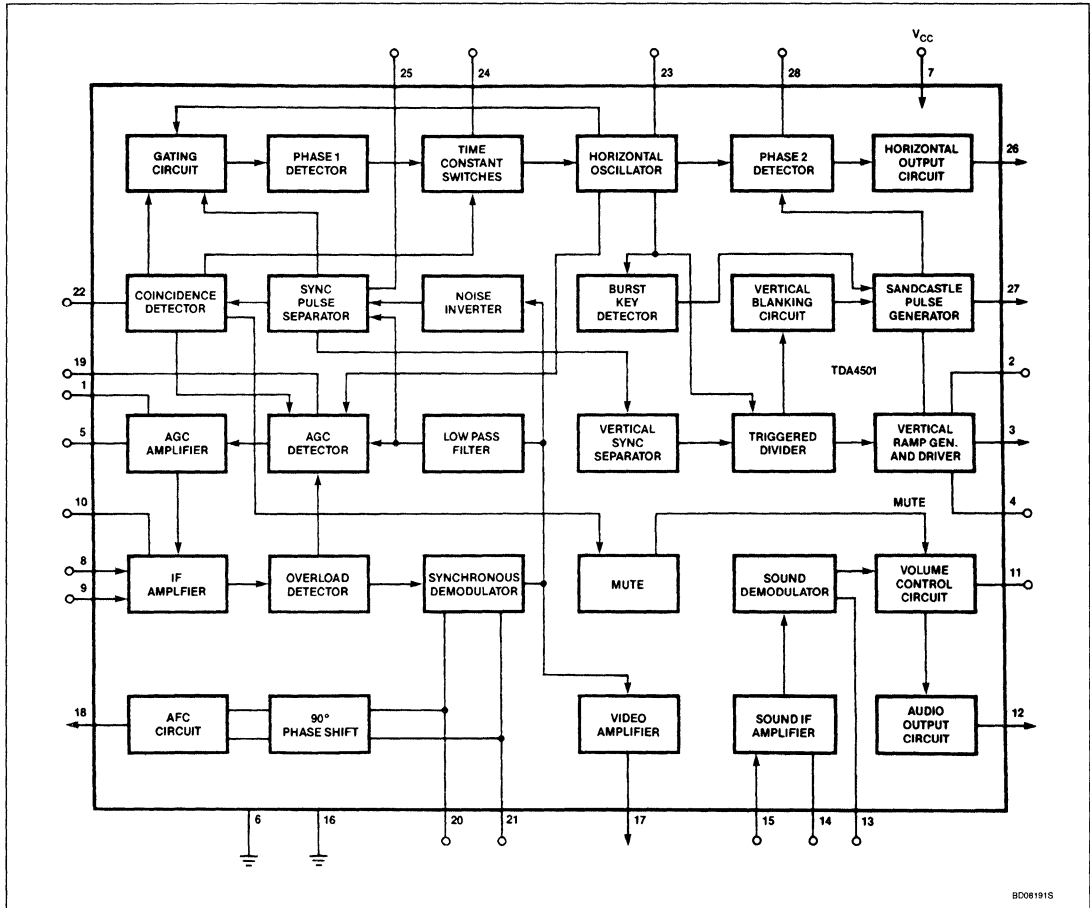 VCC
25
24
23
28
7
GATING
CIRCUIT
PHASE 1
DETECTOR
TIME
CONSTANT
SWITCHES
HORIZONTAL
OSCILLATOR
PHASE 2
DETECTOR
HORIZONTAL
OUTPUT
CIRCUIT
26
22
COINCIDENCE
DETECTOR
SYNC
PULSE
SEPARATOR
NOISE
INVERTER
BURST
KEY
DETECTOR
VERTICAL
BLANKING
CIRCUIT
SANDCASTLE
PULSE
GENERATOR
27
19
TDA4501
2
1
5
AGC
AMPLIFIER
AGC
DETECTOR
LOW PASS
FILTER
VERTICAL
SYNC
SEPARATOR
TRIGGERED
DIVIDER
VERTICAL
RAMP GEN.
AND DRIVER
3
10
MUTE
4
8
9
IF
AMPLFIER
OVERLOAD
DETECTOR
SYNCHRONOUS
DEMODULATOR
MUTE
SOUND
DEMODULATOR
VOLUME
CONTROL
CIRCUIT
11
18
AFC
CIRCUIT
90°
PHASE SHIFT
VIDEO
AMPLIFIER
SOUND IF
AMPLIFIER
AUDIO
OUTPUT
CIRCUIT
12
6
16
20
21
17
15
14
13
BD08191S